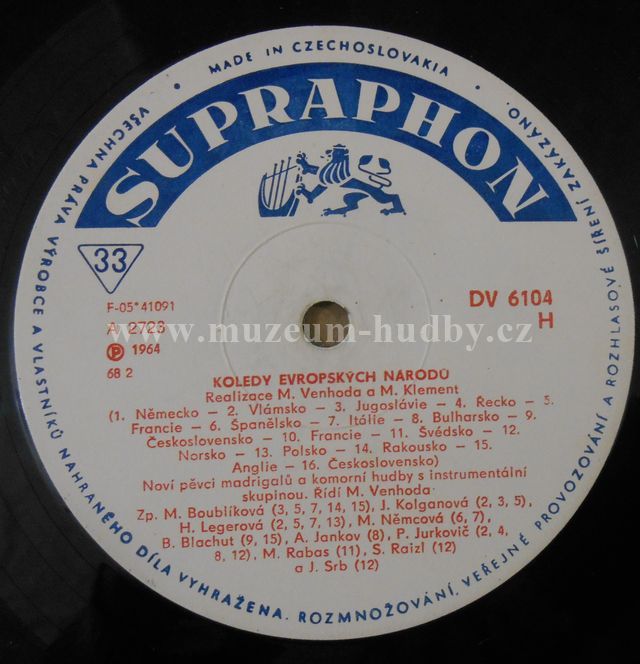 MADE IN CZECHOSLOVAKIA
SUPRAPHON
33
F-05*41091
A 2723
℗ 1964
68 2
DV 6104
H
www.muzeum-hudby.cz
KOLEDY EVROPSKÝCH NÁRODŮ
Realizace M. Venhoda a M. Klement
(1. Německo – 2. Vlámsko – 3. Jugoslávie – 4. Řecko – 5.
Francie – 6. Španělsko – 7. Itálie – 8. Bulharsko – 9.
Československo – 10. Francie – 11. Švédsko – 12.
Norsko – 13. Polsko – 14. Rakousko – 15.
Anglie – 16. Československo)
Noví pěvci madrigalů a komorní hudby s instrumentální
skupinou. Řídí M. Venhoda
Zp. M. Boublíková (3, 5, 7, 14, 15), J. Kolganová (2, 3, 5),
H. Legerová (2, 5, 7, 13), M. Němcová (6, 7),
B. Blachut (9, 15), A. Jankov (8), P. Jurkovič (2, 4,
8, 12), M. Rabas (11), S. Raizl (12)
a J. Srb (12)
VŠECHNA PRÁVA VÝROBCE A VLASTNÍKŮ NAHRANÉHO DÍLA VYHRAŽENA. ROZMNOŽOVÁNÍ, VEŘEJNÉ PROVOZOVÁNÍ A ROZHLASOVÉ ŠÍŘENÍ ZAKÁZÁNO.